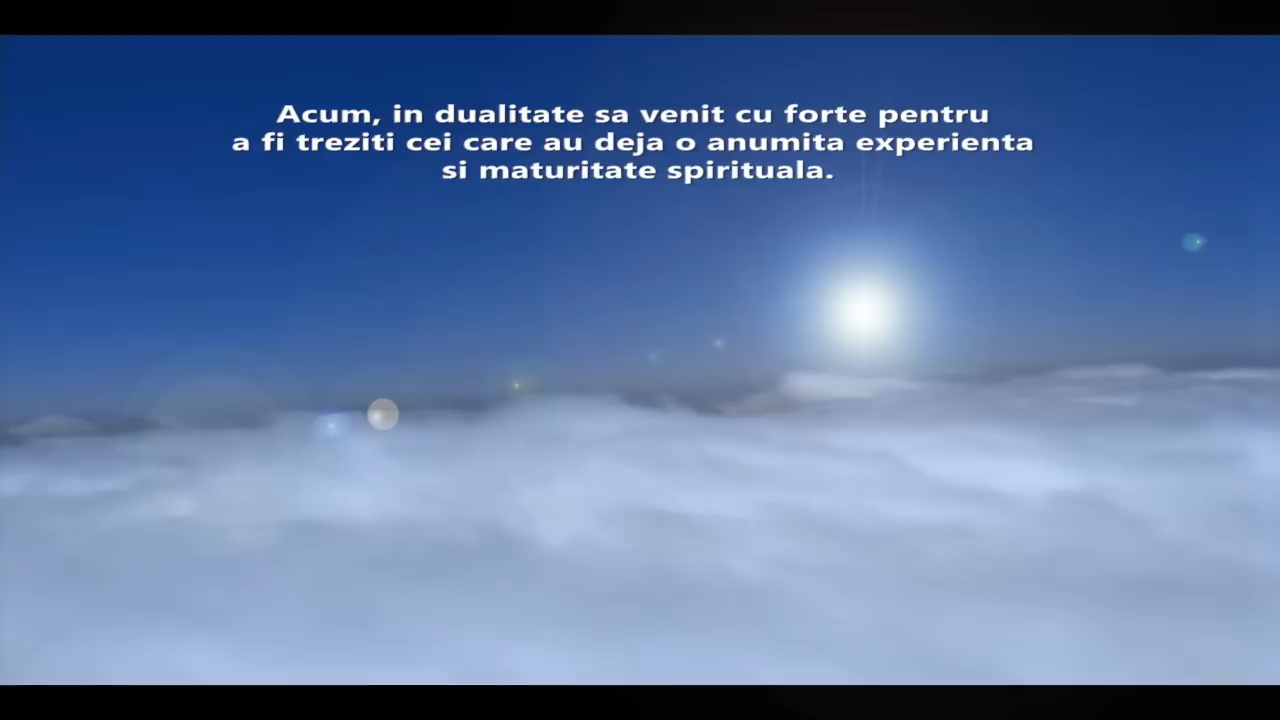 Acum, in dualitate sa venit cu forte pentru
a fi treziti cei care au deja o anumita experienta
si maturitate spirituala.